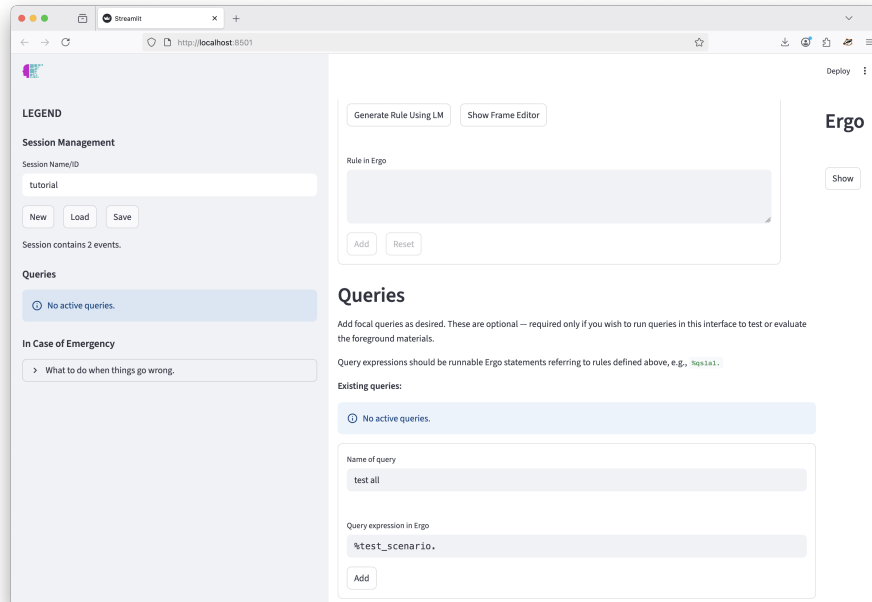 Streamlit
http://localhost:8501
Deploy
LEGEND
Session Management
Session Name/ID
tutorial
New Load Save
Session contains 2 events.
Queries
No active queries.
In Case of Emergency
What to do when things go wrong.
Generate Rule Using LM Show Frame Editor
Rule in Ergo
Add Reset
Queries
Add focal queries as desired. These are optional — required only if you wish to run queries in this interface to test or evaluate
the foreground materials.
Query expressions should be runnable Ergo statements referring to rules defined above, e.g., %qs1a1.
Existing queries:
No active queries.
Name of query
test all
Query expression in Ergo
%test_scenario.
Add
Ergo
Show